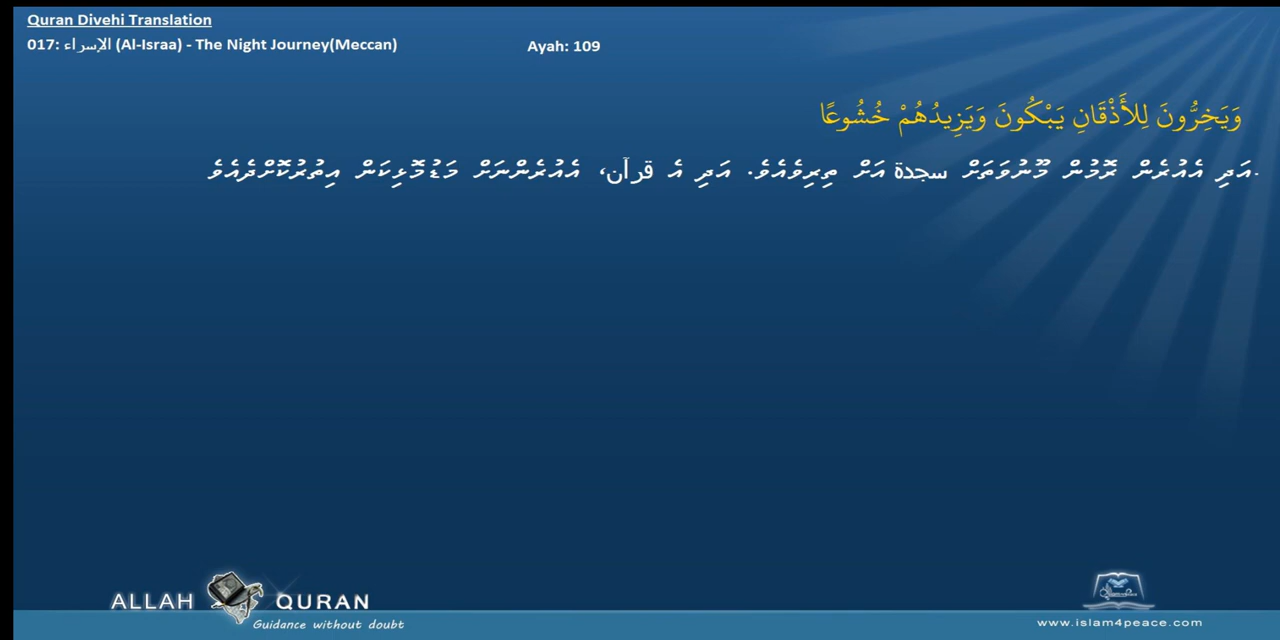 Quran Divehi Translation
017: الإسراء (Al-Israa) - The Night Journey(Meccan)
Ayah: 109
وَيَخِرُّونَ لِلأَذْقَانِ يَبْكُونَ وَيَزِيدُهُمْ خُشُوعًا
އަދި އެއުރެން ރޮމުން މޫނުވަތަށް سجدة އަށް ތިރިވެއެވެ. އަދި އެ قرآن، އެއުރެންނަށް މަޑުމޮޅިކަން އިތުރުކޮށްދެއެވެ.
ALLAH QURAN
Guidance without doubt
www.islam4peace.com